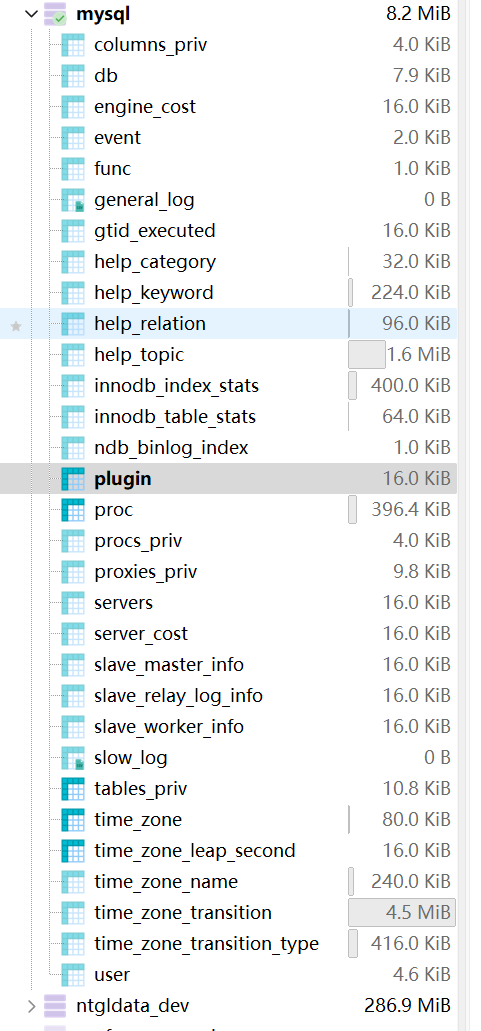 mysql 8.2 MiB
columns_priv 4.0 KiB
db 7.9 KiB
engine_cost 16.0 KiB
event 2.0 KiB
func 1.0 KiB
general_log 0 B
gtid_executed 16.0 KiB
help_category 32.0 KiB
help_keyword 224.0 KiB
help_relation 96.0 KiB
help_topic 1.6 MiB
innodb_index_stats 400.0 KiB
innodb_table_stats 64.0 KiB
ndb_binlog_index 1.0 KiB
plugin 16.0 KiB
proc 396.4 KiB
procs_priv 4.0 KiB
proxies_priv 9.8 KiB
servers 16.0 KiB
server_cost 16.0 KiB
slave_master_info 16.0 KiB
slave_relay_log_info 16.0 KiB
slave_worker_info 16.0 KiB
slow_log 0 B
tables_priv 10.8 KiB
time_zone 80.0 KiB
time_zone_leap_second 16.0 KiB
time_zone_name 240.0 KiB
time_zone_transition 4.5 MiB
time_zone_transition_type 416.0 KiB
user 4.6 KiB
ntgldata_dev 286.9 MiB